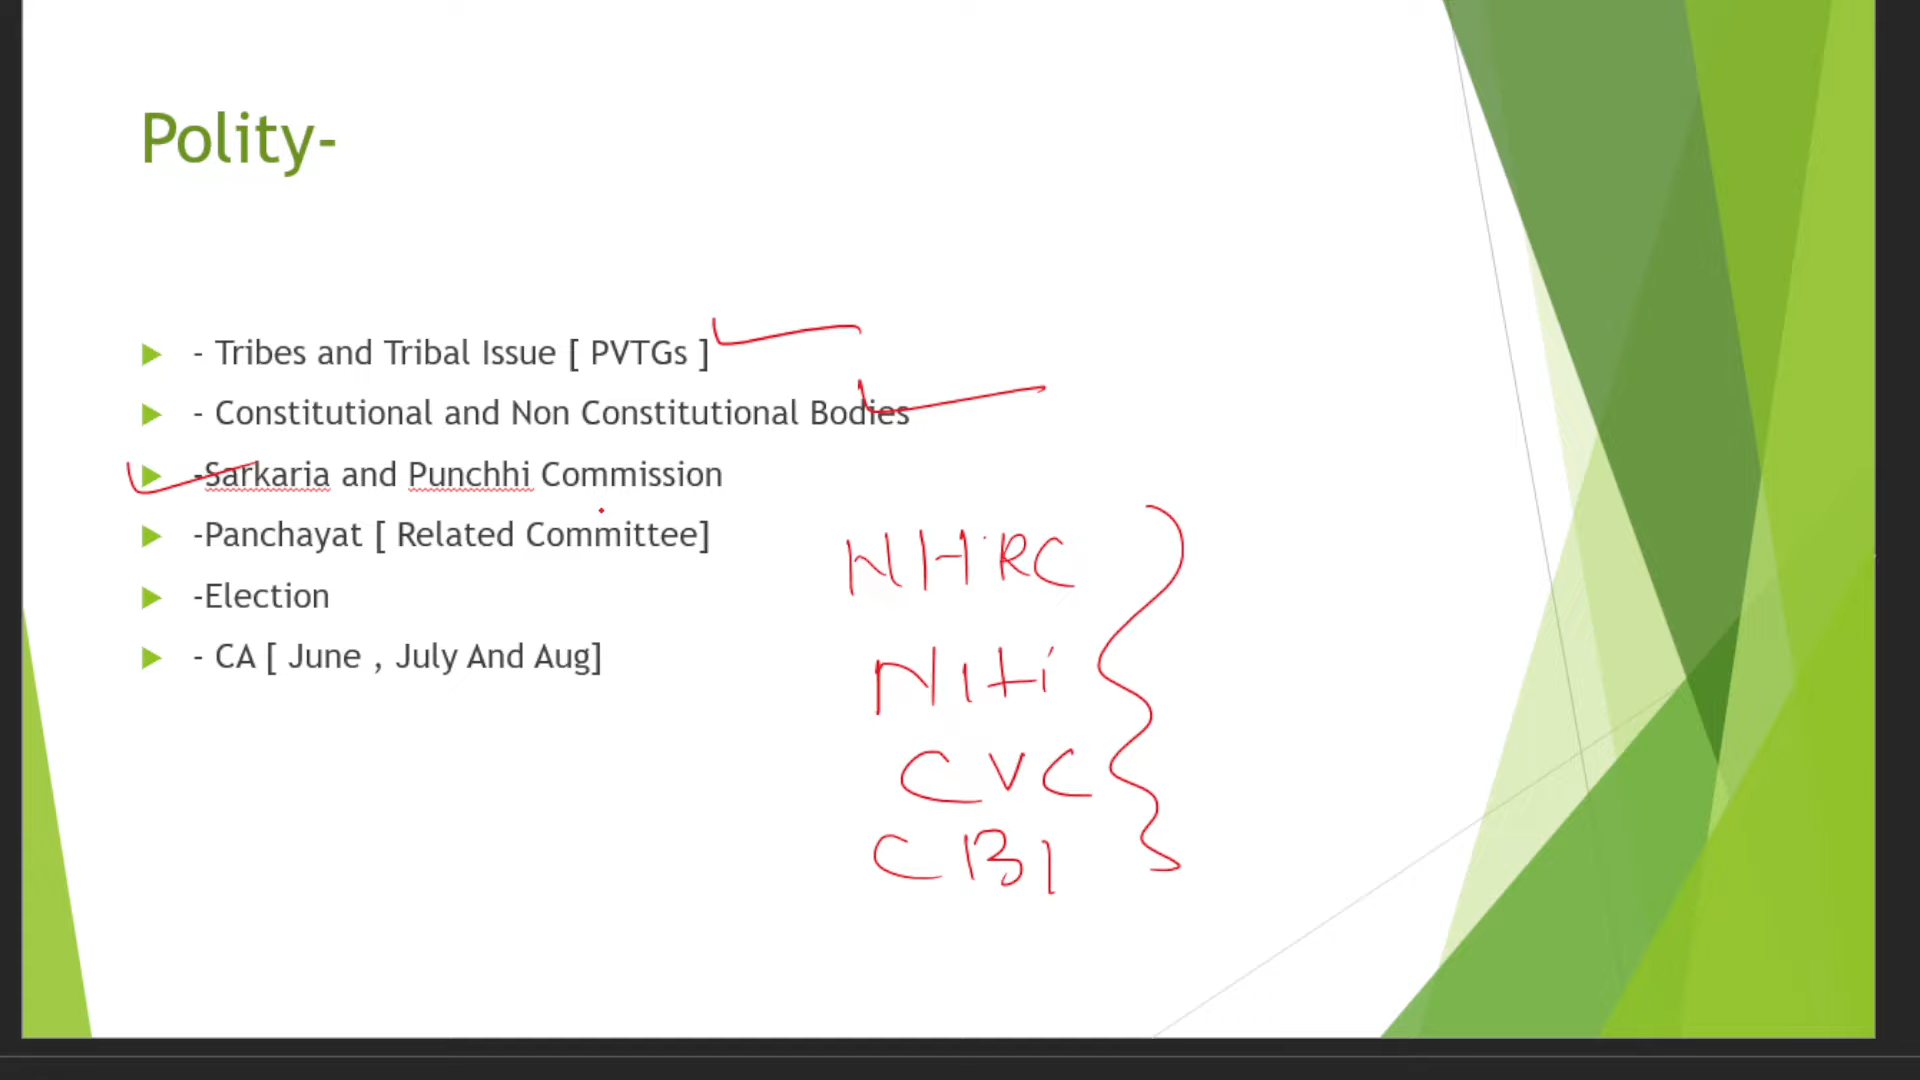 Polity-
- Tribes and Tribal Issue [ PVTGs ]
- Constitutional and Non Constitutional Bodies
-Sarkaria and Punchhi Commission
-Panchayat [ Related Committee]
-Election
- CA [ June , July And Aug]
NHRC
Niti
CVC
CBI